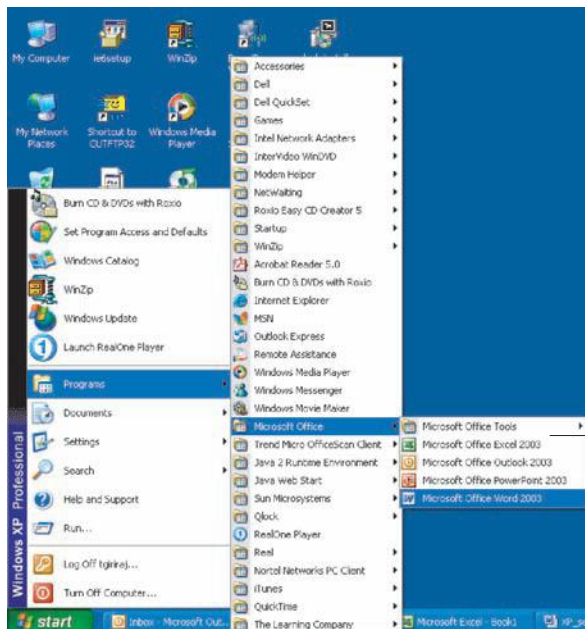 My Computer
ie6setup
WinZip
My Network Places
Shortcut to CUTFTP32
Windows Media Player
Burn CD & DVDs with Roxio
Set Program Access and Defaults
Windows Catalog
WinZip
Windows Update
Launch RealOne Player
Programs
Documents
Settings
Search
Help and Support
Run...
Log Off tgiriraj...
Turn Off Computer...
Windows XP Professional
Accessories
Dell
Dell QuickSet
Games
Intel Network Adapters
InterVideo WinDVD
Modem Helper
NetWaiting
Roxio Easy CD Creator 5
Startup
WinZip
Acrobat Reader 5.0
Burn CD & DVDs with Roxio
Internet Explorer
MSN
Outlook Express
Remote Assistance
Windows Media Player
Windows Messenger
Windows Movie Maker
Microsoft Office
Trend Micro OfficeScan Client
Java 2 Runtime Environment
Java Web Start
Sun Microsystems
Qlock
RealOne Player
Real
Nortel Networks PC Client
iTunes
QuickTime
The Learning Company
Microsoft Office Tools
Microsoft Office Excel 2003
Microsoft Office Outlook 2003
Microsoft Office PowerPoint 2003
Microsoft Office Word 2003
start
Inbox - Microsoft Out...
Microsoft Excel - Book1